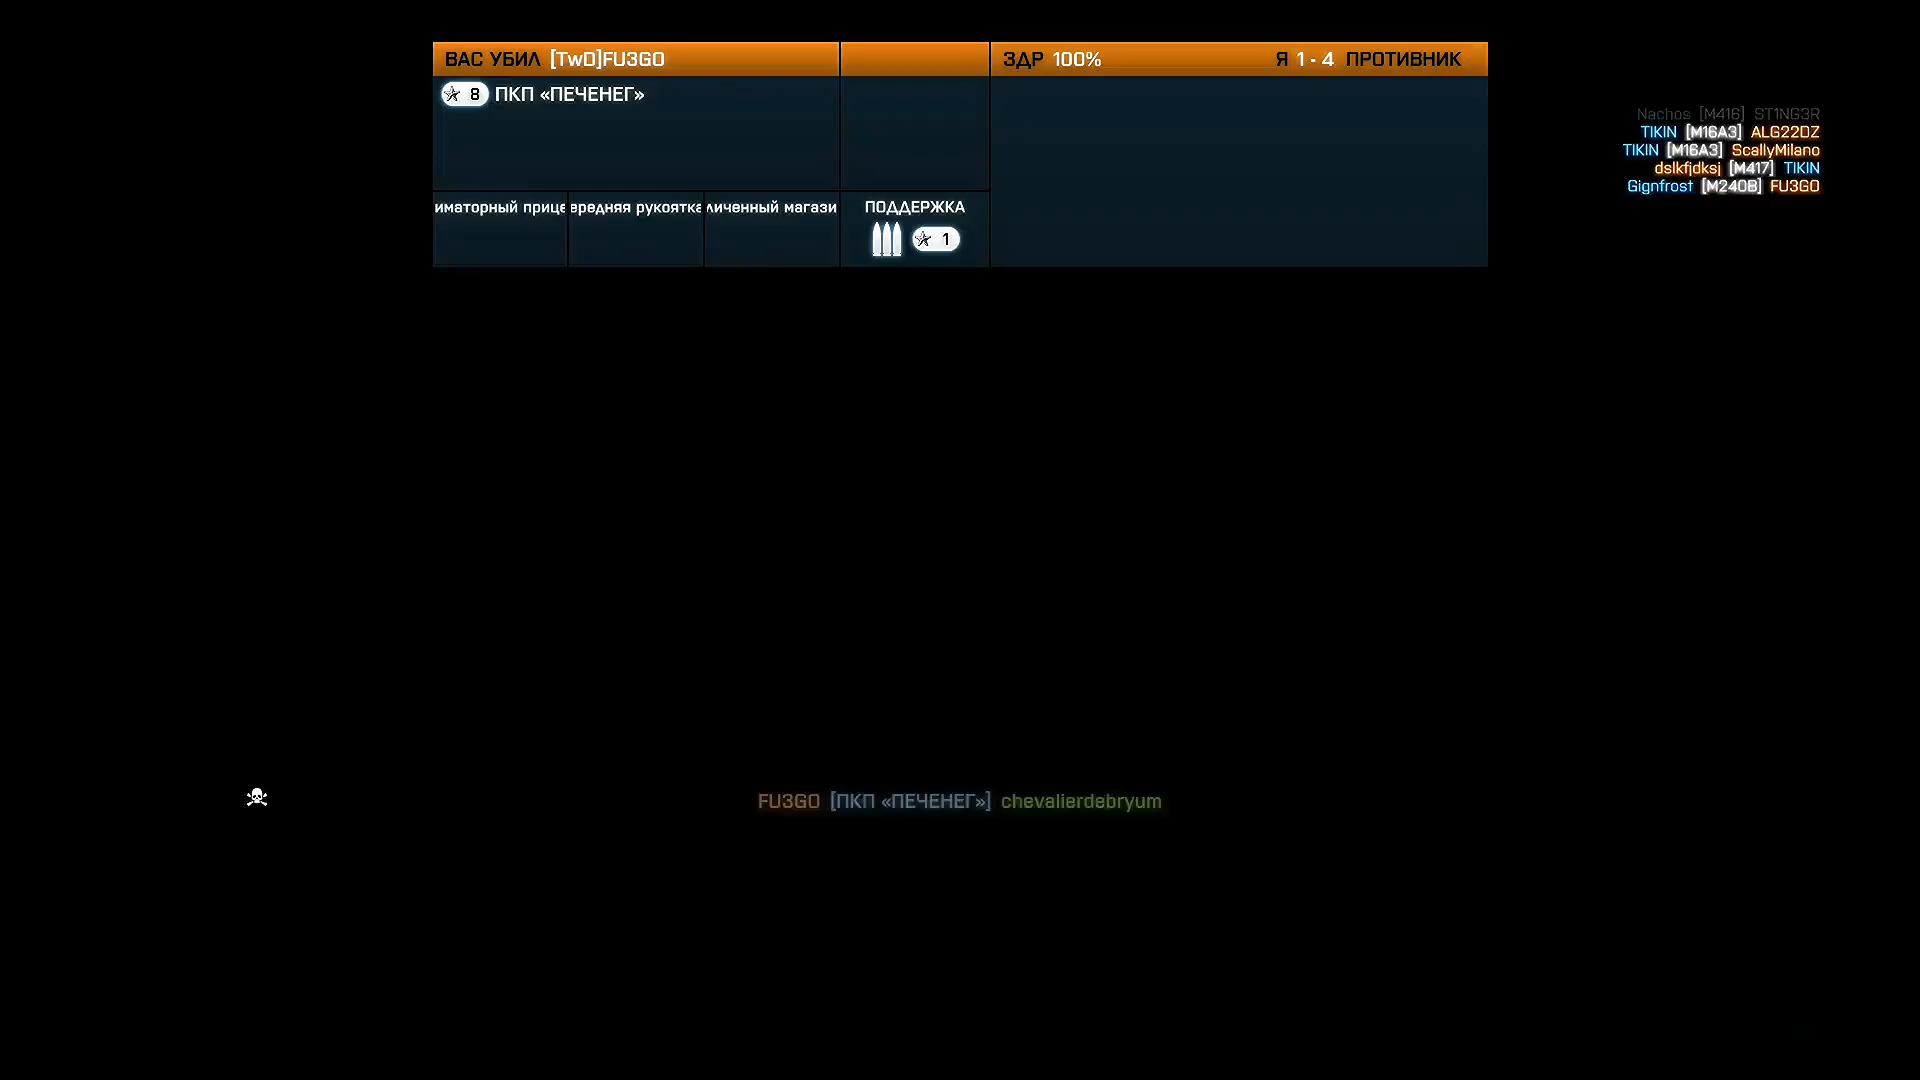 ВАС УБИЛ [TwD]FU3GO
ЗДР 100%
Я 1 - 4 ПРОТИВНИК
8 ПКП «ПЕЧЕНЕГ»
иматорный прице
ередняя рукоятка
личенный магази
ПОДДЕРЖКА
1
Nachos [M416] ST1NG3R
TIKIN [M16A3] ALG22DZ
TIKIN [M16A3] ScallyMilano
dslkfjdksj [M417] TIKIN
Gignfrost [M240B] FU3GO
FU3GO [ПКП «ПЕЧЕНЕГ»] chevalierdebryum